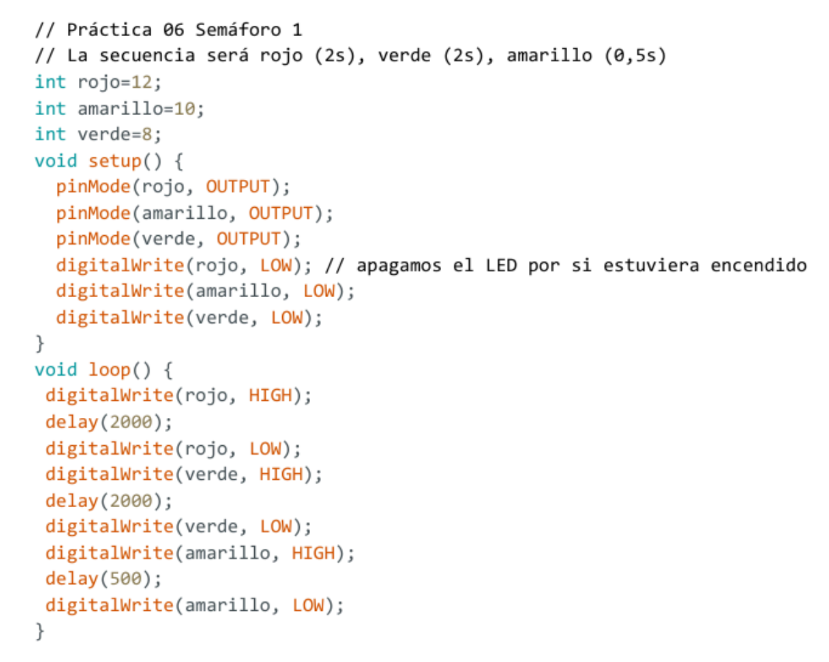 // Práctica 06 Semáforo 1
// La secuencia será rojo (2s), verde (2s), amarillo (0,5s)
int rojo=12;
int amarillo=10;
int verde=8;
void setup() {
  pinMode(rojo, OUTPUT);
  pinMode(amarillo, OUTPUT);
  pinMode(verde, OUTPUT);
  digitalWrite(rojo, LOW); // apagamos el LED por si estuviera encendido
  digitalWrite(amarillo, LOW);
  digitalWrite(verde, LOW);
}
void loop() {
 digitalWrite(rojo, HIGH);
 delay(2000);
 digitalWrite(rojo, LOW);
 digitalWrite(verde, HIGH);
 delay(2000);
 digitalWrite(verde, LOW);
 digitalWrite(amarillo, HIGH);
 delay(500);
 digitalWrite(amarillo, LOW);
}